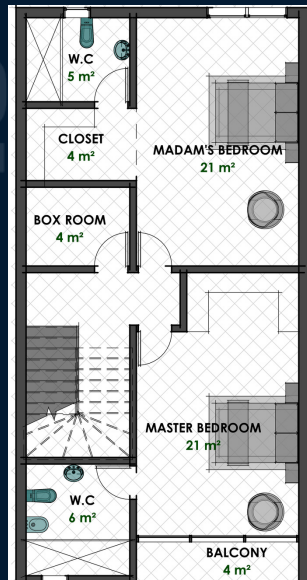 W.C
5 m²
CLOSET
4 m²
MADAM'S BEDROOM
21 m²
BOX ROOM
4 m²
MASTER BEDROOM
21 m²
W.C
6 m²
BALCONY
4 m²